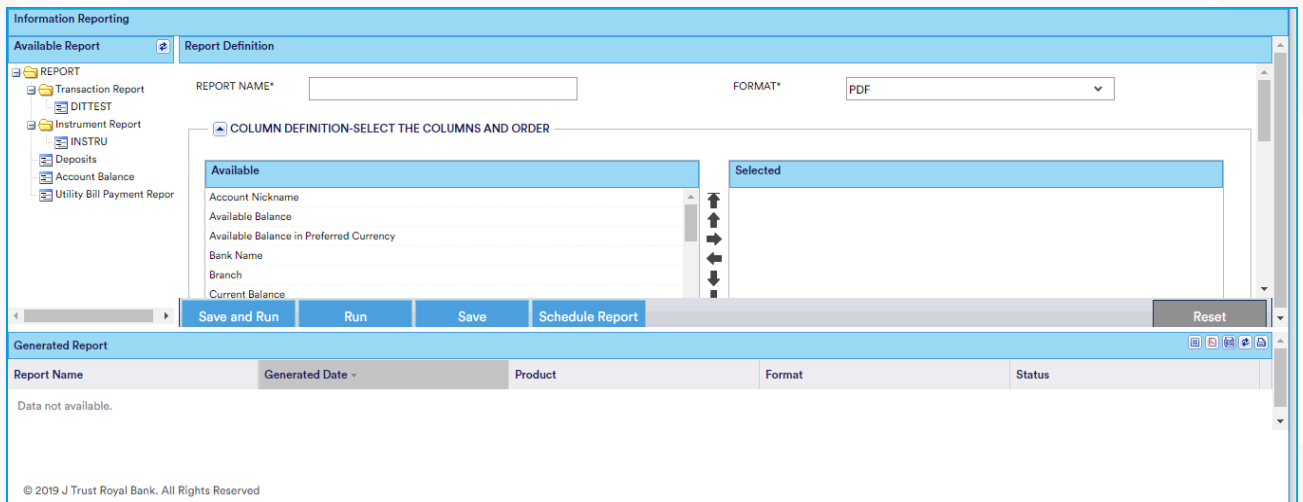 Information Reporting
Available Report
Report Definition
REPORT
Transaction Report
DITTEST
Instrument Report
INSTRU
Deposits
Account Balance
Utility Bill Payment Repor
REPORT NAME*
FORMAT*
PDF
COLUMN DEFINITION-SELECT THE COLUMNS AND ORDER
Available
Selected
Account Nickname
Available Balance
Available Balance in Preferred Currency
Bank Name
Branch
Current Balance
Save and Run
Run
Save
Schedule Report
Reset
Generated Report
Report Name
Generated Date
Product
Format
Status
Data not available.
© 2019 J Trust Royal Bank. All Rights Reserved